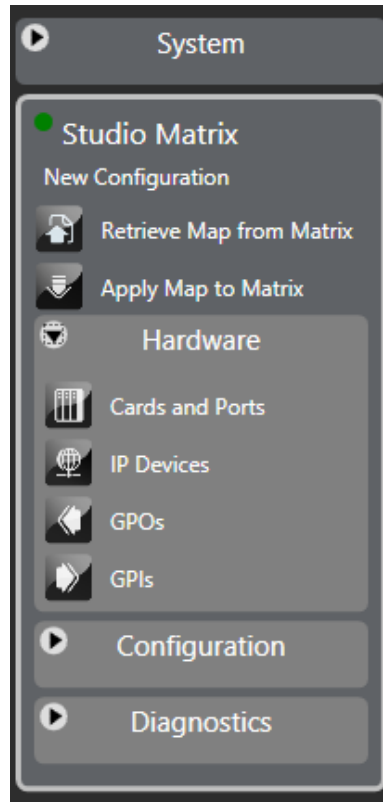 System
Studio Matrix
New Configuration
Retrieve Map from Matrix
Apply Map to Matrix
Hardware
Cards and Ports
IP Devices
GPOs
GPIs
Configuration
Diagnostics